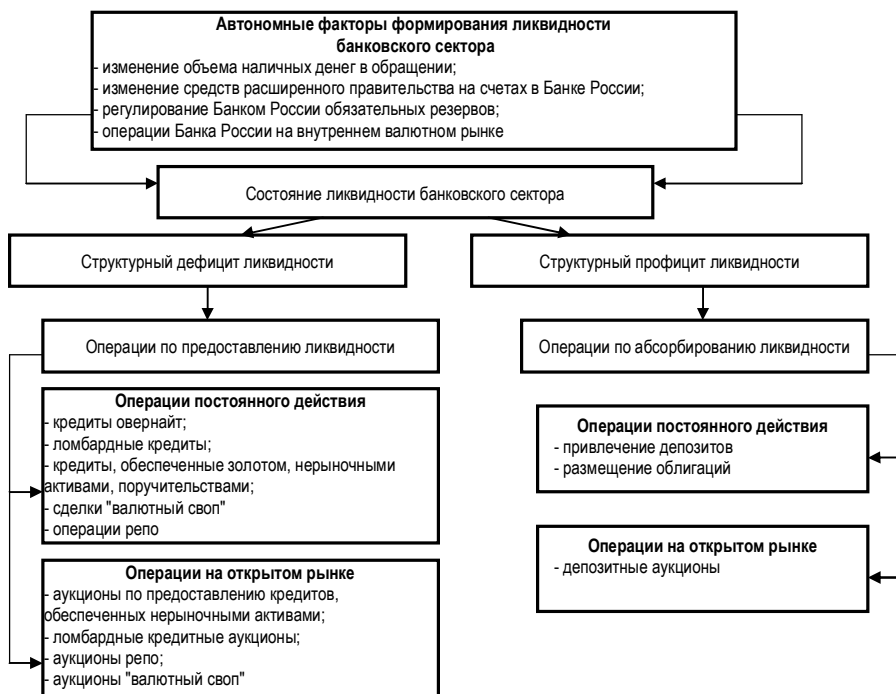 Автономные факторы формирования ликвидности
банковского сектора
- изменение объема наличных денег в обращении;
- изменение средств расширенного правительства на счетах в Банке России;
- регулирование Банком России обязательных резервов;
- операции Банка России на внутреннем валютном рынке
Состояние ликвидности банковского сектора
Структурный дефицит ликвидности
Структурный профицит ликвидности
Операции по предоставлению ликвидности
Операции по абсорбированию ликвидности
Операции постоянного действия
- кредиты овернайт;
- ломбардные кредиты;
- кредиты, обеспеченные золотом, нерыночными
активами, поручительствами;
- сделки "валютный своп"
- операции репо
Операции постоянного действия
- привлечение депозитов
- размещение облигаций
Операции на открытом рынке
- аукционы по предоставлению кредитов,
обеспеченных нерыночными активами;
- ломбардные кредитные аукционы;
- аукционы репо;
- аукционы "валютный своп"
Операции на открытом рынке
- депозитные аукционы